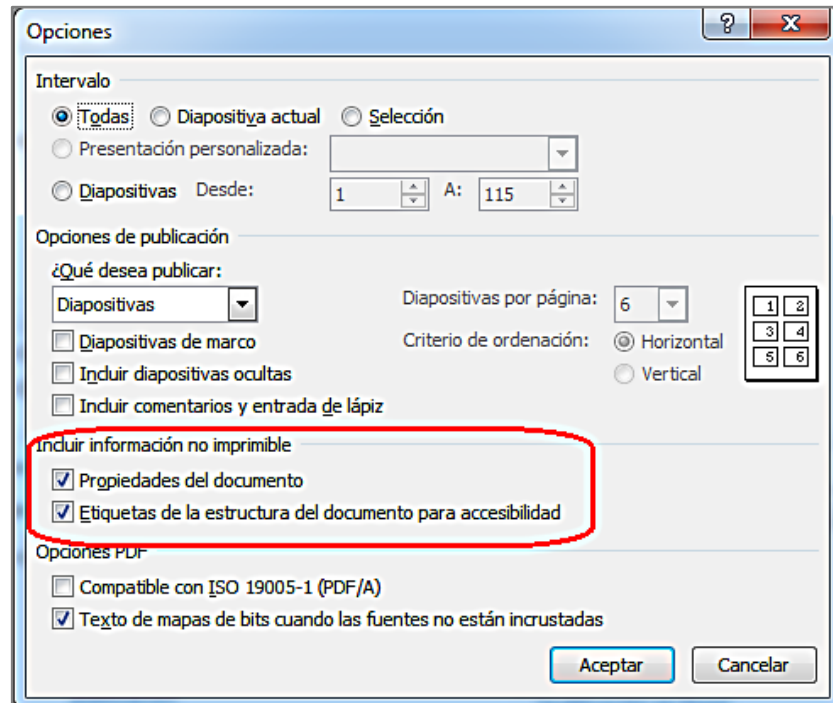 Opciones
?
X
Intervalo
Todas Diapositiva actual Selección
Presentación personalizada:
Diapositivas Desde: 1 A: 115
Opciones de publicación
¿Qué desea publicar:
Diapositivas Diapositivas por página: 6
Diapositivas de marco Criterio de ordenación: Horizontal
Incluir diapositivas ocultas Vertical
Incluir comentarios y entrada de lápiz
1 2
3 4
5 6
Incluir información no imprimible
Propiedades del documento
Etiquetas de la estructura del documento para accesibilidad
Opciones PDF
Compatible con ISO 19005-1 (PDF/A)
Texto de mapas de bits cuando las fuentes no están incrustadas
Aceptar Cancelar